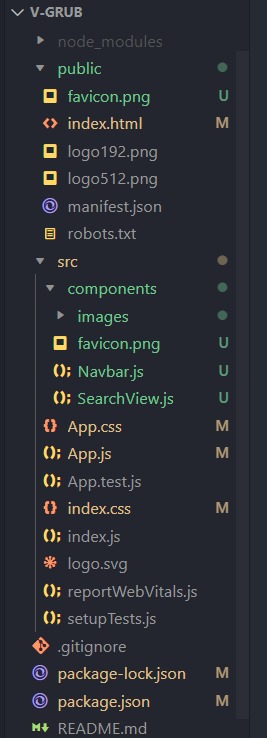 V-GRUB
node_modules
public
favicon.png U
index.html M
logo192.png
logo512.png
manifest.json
robots.txt
src
components
images
favicon.png U
Navbar.js U
SearchView.js U
App.css M
App.js M
App.test.js
index.css M
index.js
logo.svg
reportWebVitals.js
setupTests.js
.gitignore
package-lock.json M
package.json M
README.md